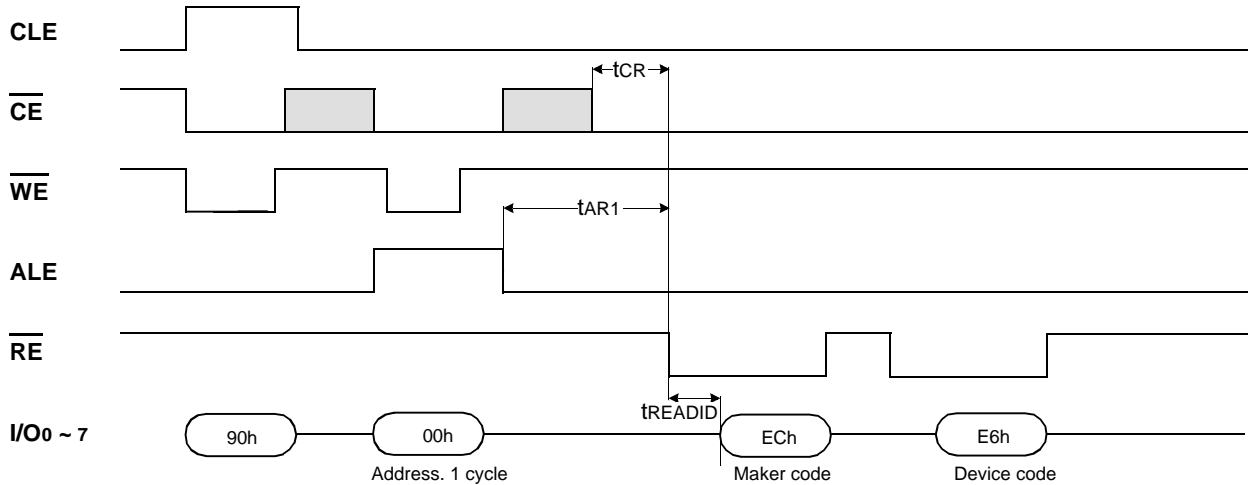 CLE
tCR
CE
WE
tAR1
ALE
RE
tREADID
I/O0 ~ 7
90h
00h
ECh
E6h
Address. 1 cycle
Maker code
Device code